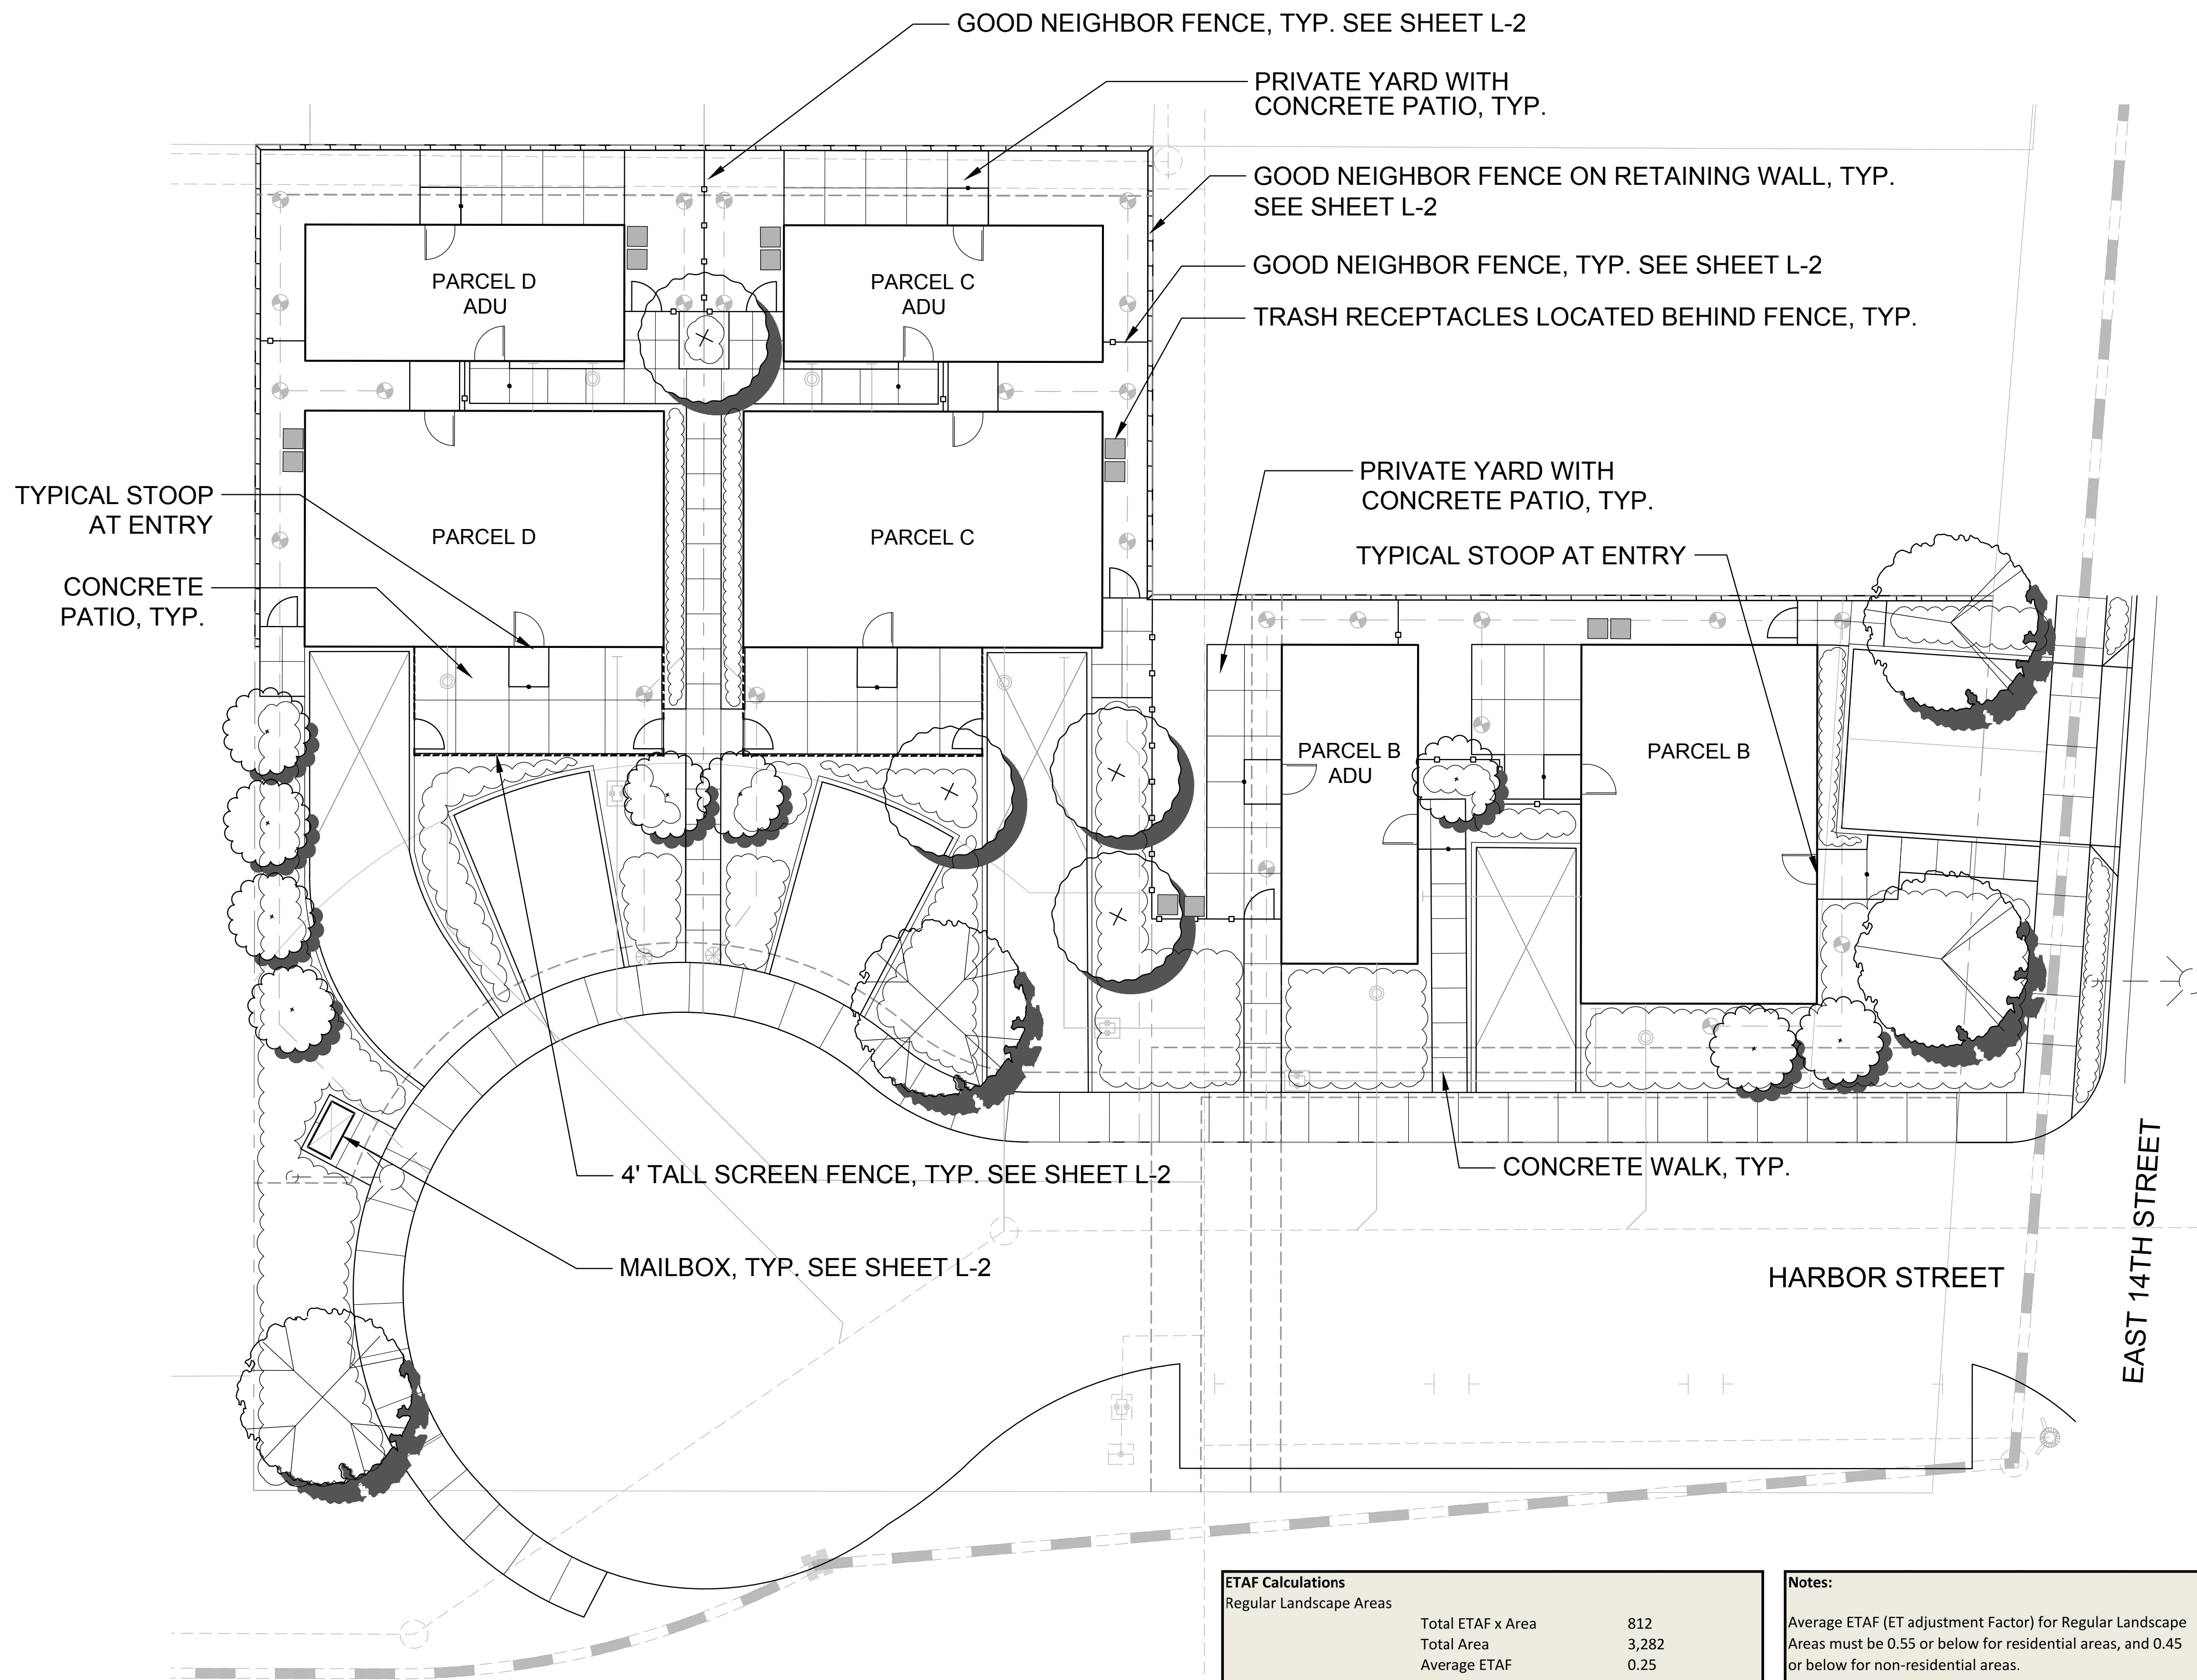 GOOD NEIGHBOR FENCE, TYP. SEE SHEET L-2
PRIVATE YARD WITH
CONCRETE PATIO, TYP.
GOOD NEIGHBOR FENCE ON RETAINING WALL, TYP.
SEE SHEET L-2
GOOD NEIGHBOR FENCE, TYP. SEE SHEET L-2
TRASH RECEPTACLES LOCATED BEHIND FENCE, TYP.
PARCEL D
ADU
PARCEL C
ADU
TYPICAL STOOP
AT ENTRY
CONCRETE
PATIO, TYP.
PARCEL D
PARCEL C
PRIVATE YARD WITH
CONCRETE PATIO, TYP.
TYPICAL STOOP AT ENTRY
PARCEL B
ADU
PARCEL B
4' TALL SCREEN FENCE, TYP. SEE SHEET L-2
CONCRETE WALK, TYP.
MAILBOX, TYP. SEE SHEET L-2
HARBOR STREET
EAST 14TH STREET
ETAF Calculations
Regular Landscape Areas
Total ETAF x Area 812
Total Area 3,282
Average ETAF 0.25
Notes:
Average ETAF (ET adjustment Factor) for Regular Landscape
Areas must be 0.55 or below for residential areas, and 0.45
or below for non-residential areas.